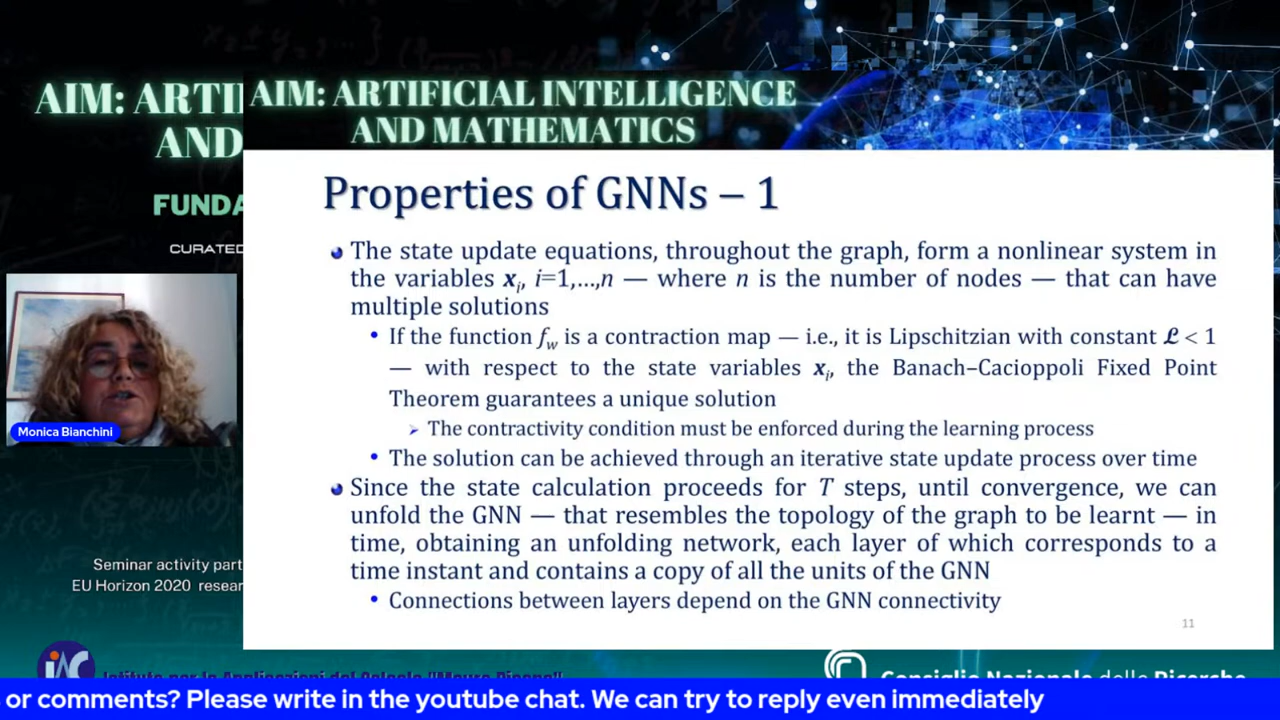 AIM: ARTI
AND
FUNDA
CURATED
AIM: ARTIFICIAL INTELLIGENCE
AND MATHEMATICS
Properties of GNNs – 1
The state update equations, throughout the graph, form a nonlinear system in
the variables xᵢ, i=1,...,n — where n is the number of nodes — that can have
multiple solutions
• If the function f_w is a contraction map — i.e., it is Lipschitzian with constant ℒ < 1
— with respect to the state variables xᵢ, the Banach–Cacioppoli Fixed Point
Theorem guarantees a unique solution
➢ The contractivity condition must be enforced during the learning process
• The solution can be achieved through an iterative state update process over time
Since the state calculation proceeds for T steps, until convergence, we can
unfold the GNN — that resembles the topology of the graph to be learnt — in
time, obtaining an unfolding network, each layer of which corresponds to a
time instant and contains a copy of all the units of the GNN
• Connections between layers depend on the GNN connectivity
11
Monica Bianchini
Seminar activity part
EU Horizon 2020 resear
or comments? Please write in the youtube chat. We can try to reply even immediately